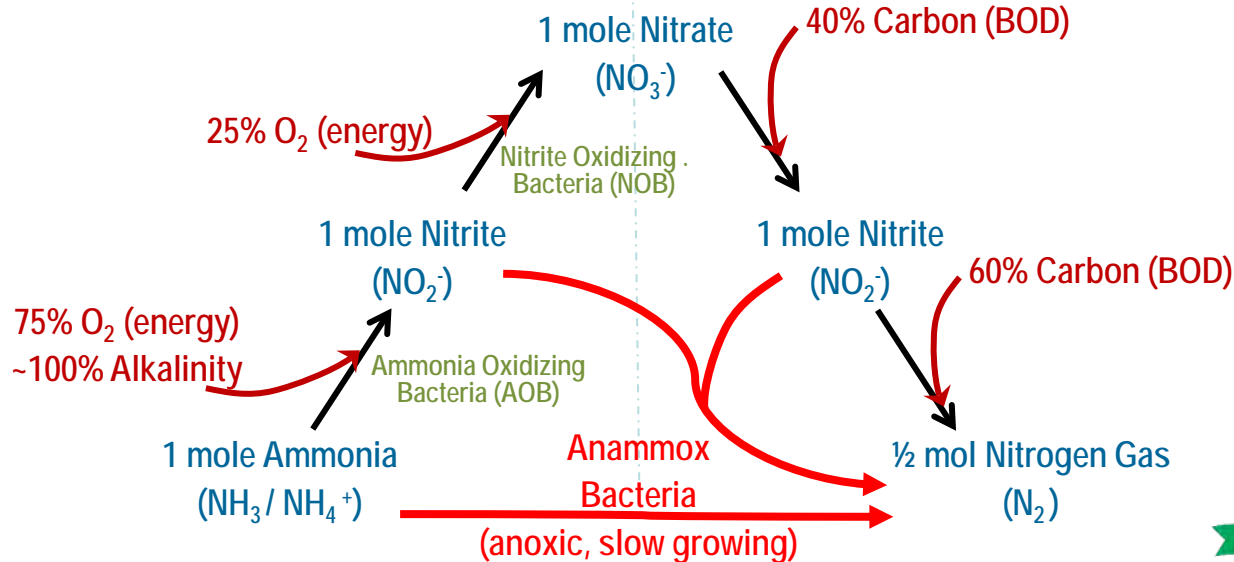 1 mole Nitrate
(NO₃⁻)
40% Carbon (BOD)
25% O₂ (energy)
Nitrite Oxidizing .
Bacteria (NOB)
1 mole Nitrite
(NO₂⁻)
1 mole Nitrite
(NO₂⁻)
60% Carbon (BOD)
75% O₂ (energy)
~100% Alkalinity
Ammonia Oxidizing
Bacteria (AOB)
1 mole Ammonia
(NH₃ / NH₄⁺)
Anammox
Bacteria
(anoxic, slow growing)
½ mol Nitrogen Gas
(N₂)